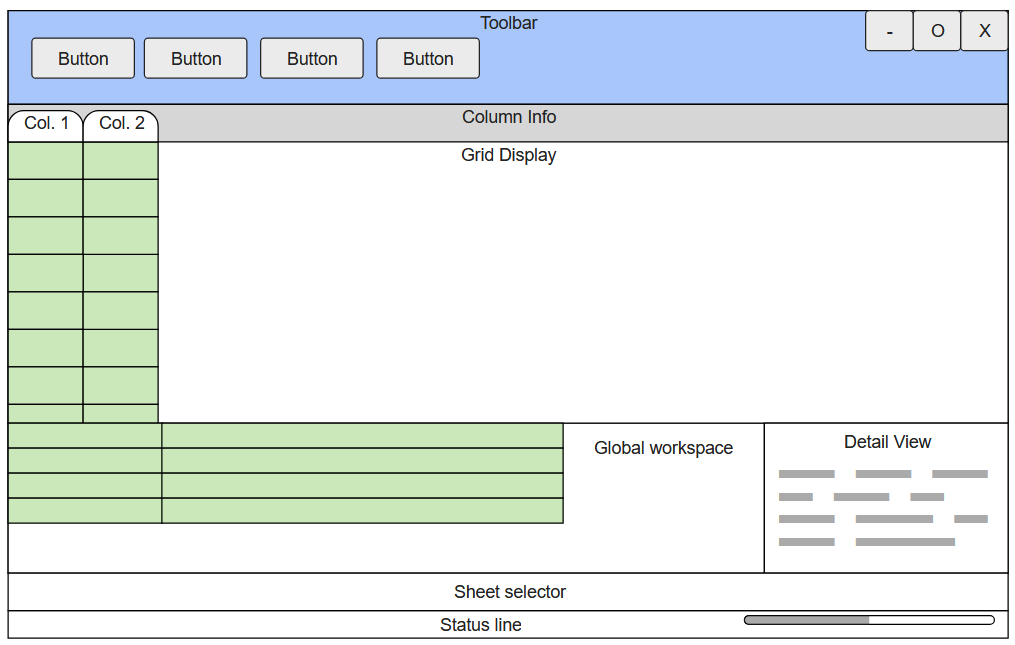 Toolbar
- O X
Button Button Button Button
Col. 1 Col. 2 Column Info
Grid Display
Global workspace
Detail View
Sheet selector
Status line